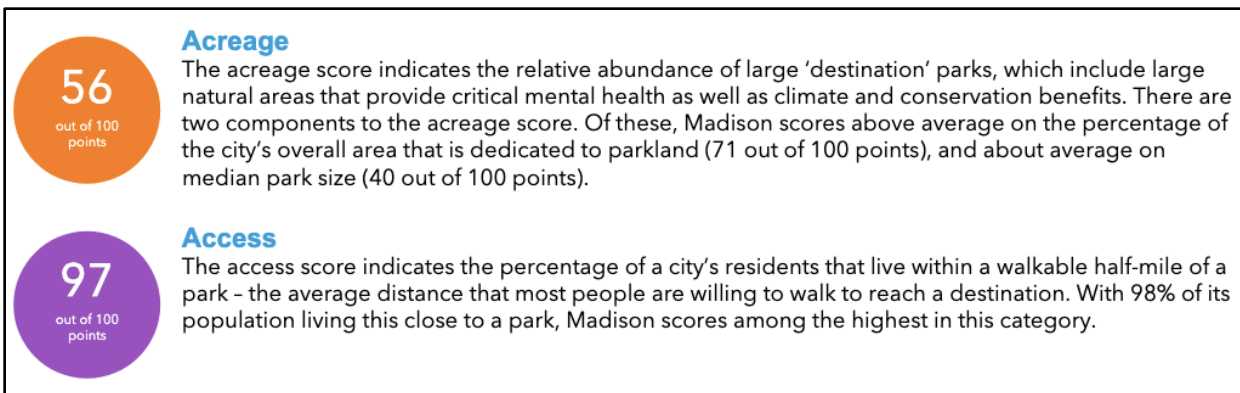 Acreage
56
out of 100
points
The acreage score indicates the relative abundance of large ‘destination’ parks, which include large
natural areas that provide critical mental health as well as climate and conservation benefits. There are
two components to the acreage score. Of these, Madison scores above average on the percentage of
the city’s overall area that is dedicated to parkland (71 out of 100 points), and about average on
median park size (40 out of 100 points).
Access
97
out of 100
points
The access score indicates the percentage of a city’s residents that live within a walkable half-mile of a
park – the average distance that most people are willing to walk to reach a destination. With 98% of its
population living this close to a park, Madison scores among the highest in this category.